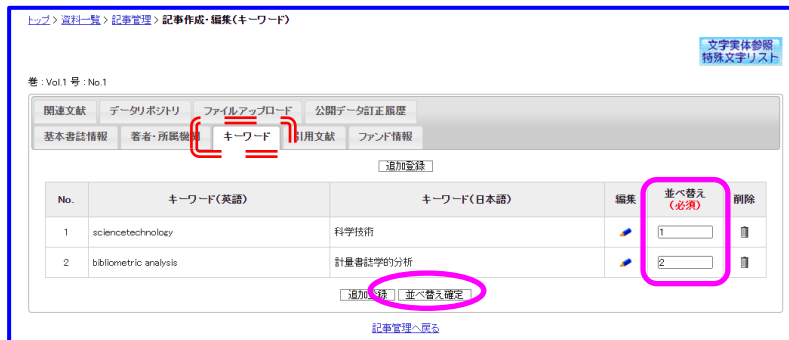 トップ > 資料一覧 > 記事管理 > 記事作成・編集(キーワード)
文字実体参照
特殊文字リスト
巻 : Vol.1 号 : No.1
関連文献 データリポジトリ ファイルアップロード 公開データ訂正履歴
基本書誌情報 著者・所属機関 キーワード 引用文献 ファンド情報
追加登録
No. キーワード(英語) キーワード(日本語) 編集 並べ替え(必須) 削除
1 sciencetechnology 科学技術 1
2 bibliometric analysis 計量書誌学的分析 2
追加登録 並べ替え確定
記事管理へ戻る